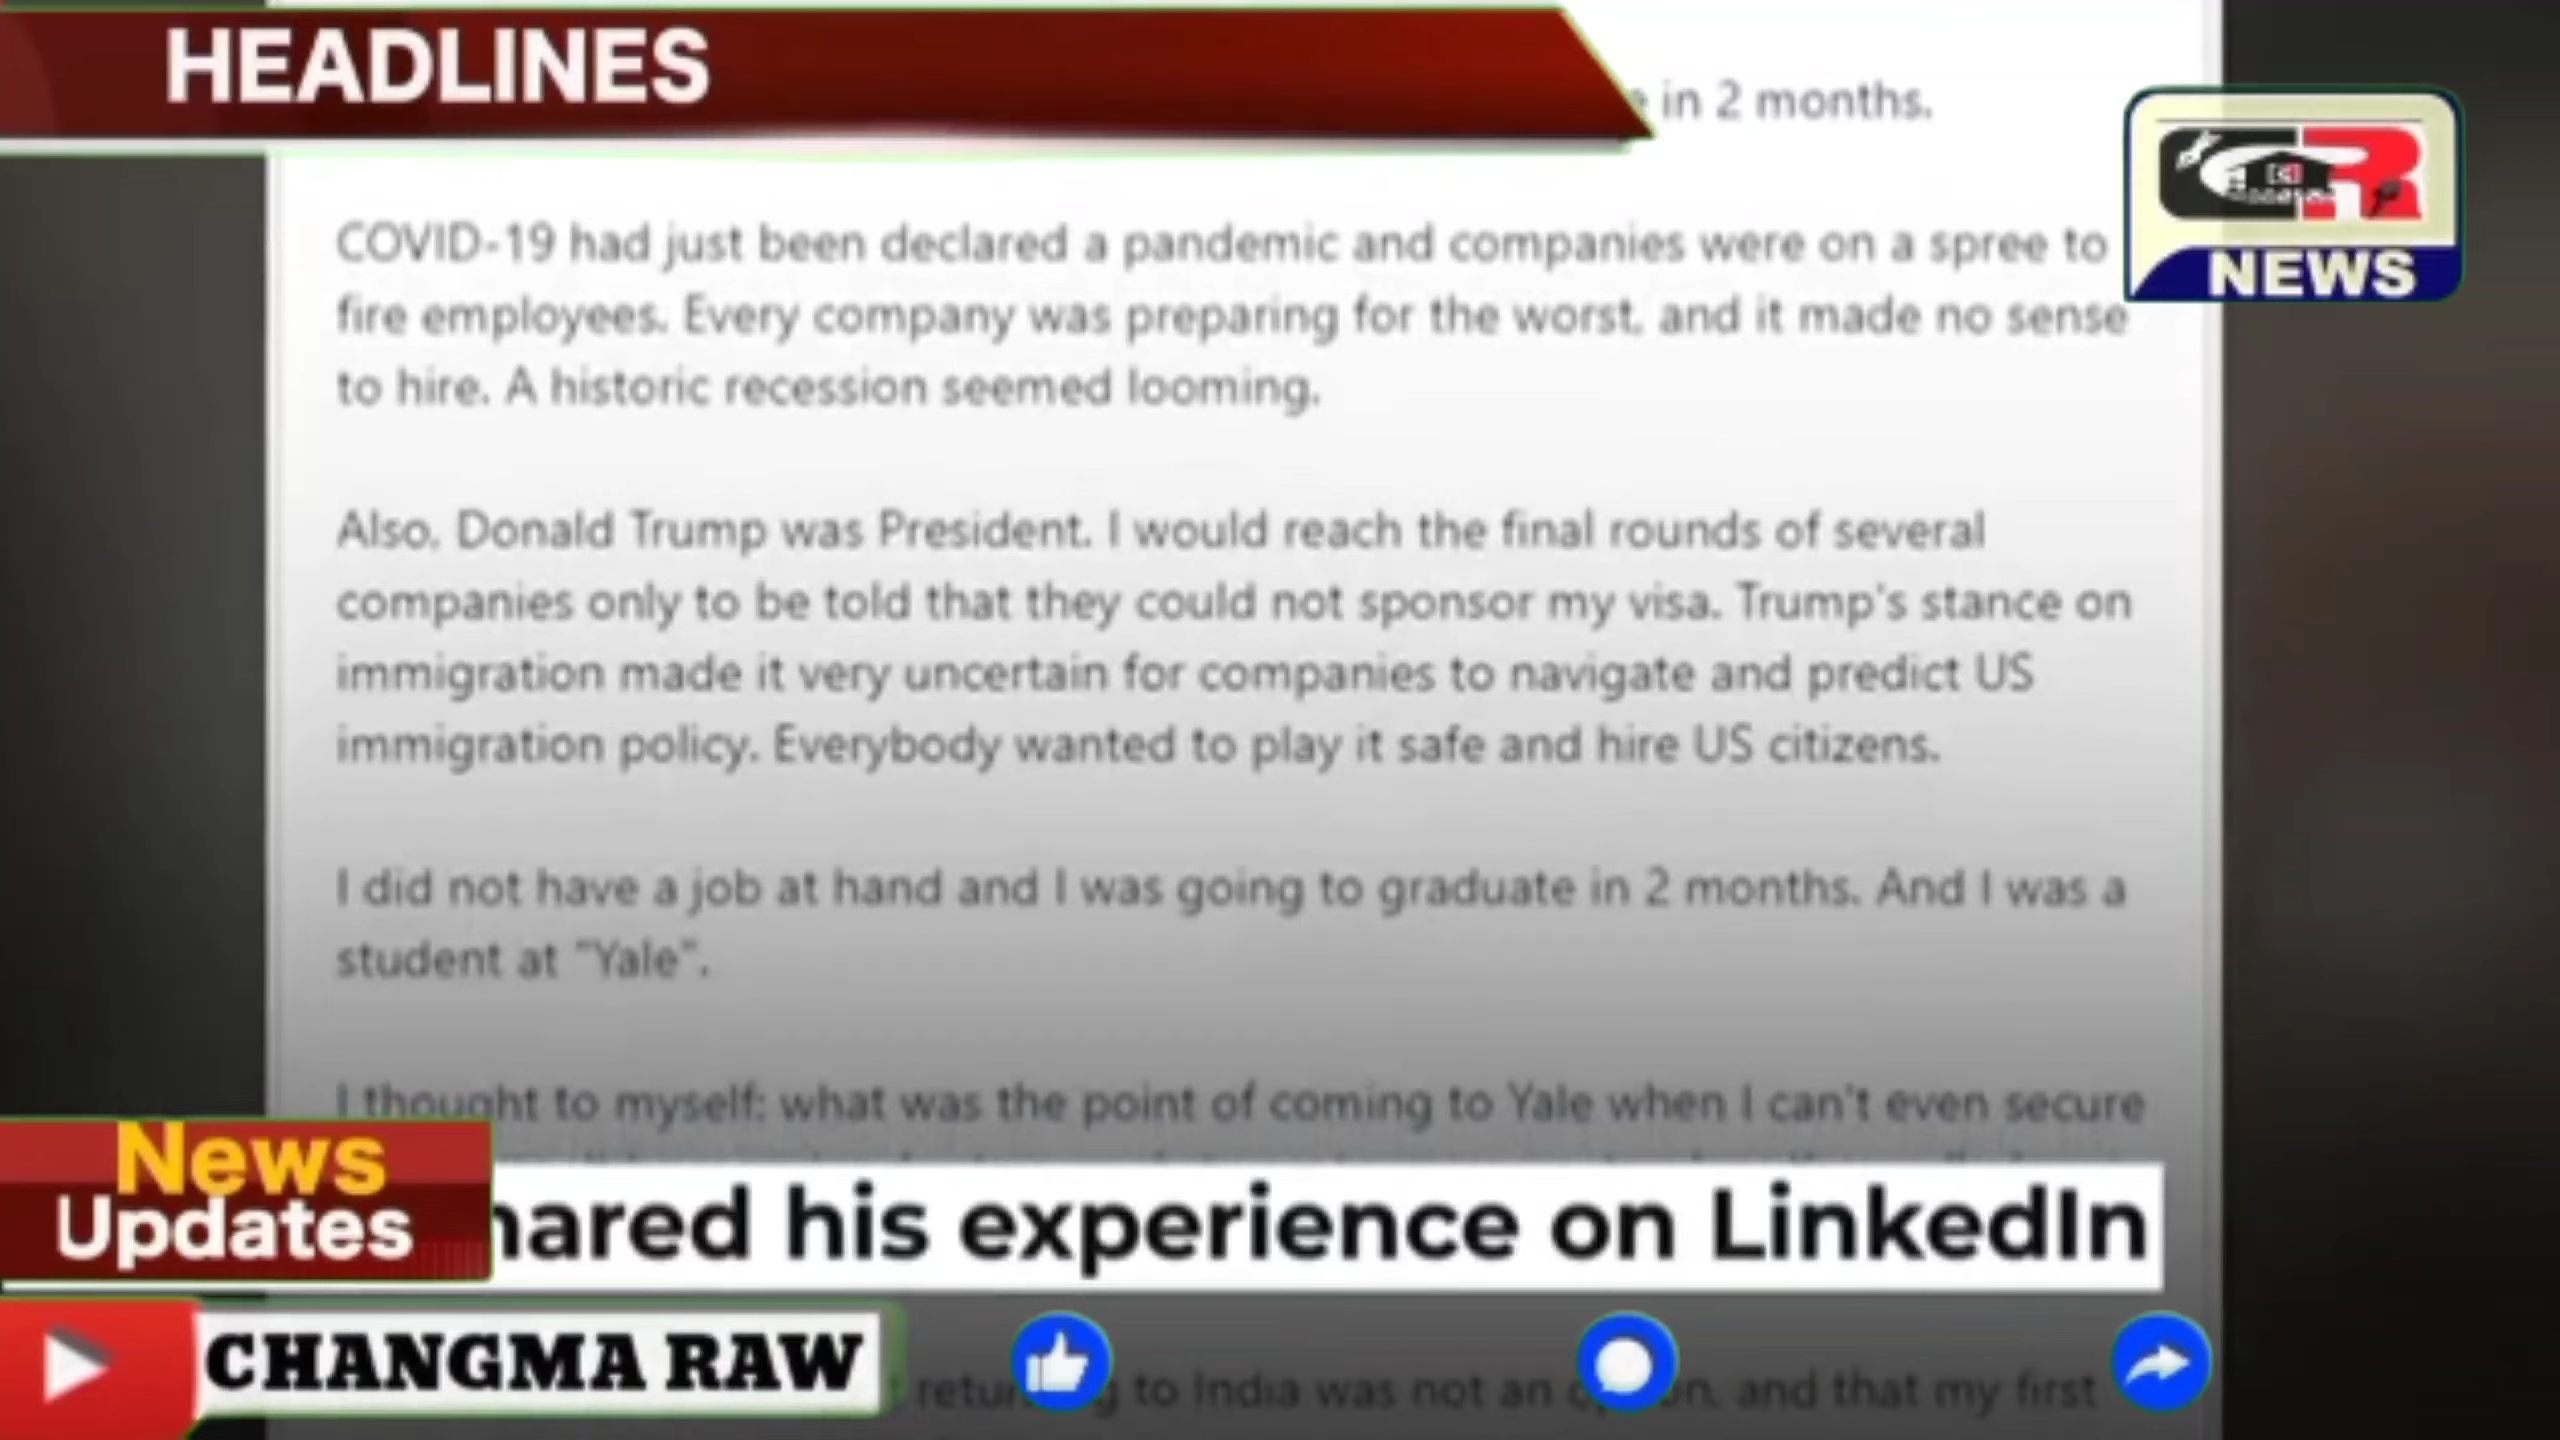 HEADLINES
in 2 months.
NEWS
COVID-19 had just been declared a pandemic and companies were on a spree to
fire employees. Every company was preparing for the worst, and it made no sense
to hire. A historic recession seemed looming.
Also, Donald Trump was President. I would reach the final rounds of several
companies only to be told that they could not sponsor my visa. Trump's stance on
immigration made it very uncertain for companies to navigate and predict US
immigration policy. Everybody wanted to play it safe and hire US citizens.
I did not have a job at hand and I was going to graduate in 2 months. And I was a
student at "Yale".
I thought to myself: what was the point of coming to Yale when I can't even secure
News
Updates
hared his experience on LinkedIn
CHANGMA RAW
to India was not an
and that my first